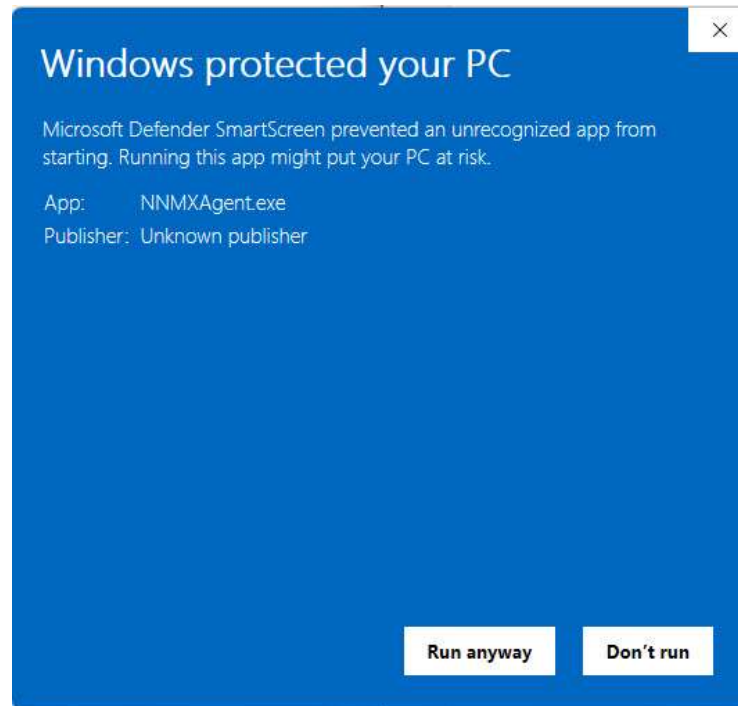 Windows protected your PC
Microsoft Defender SmartScreen prevented an unrecognized app from
starting. Running this app might put your PC at risk.
App: NNMXAgent.exe
Publisher: Unknown publisher
Run anyway Don't run